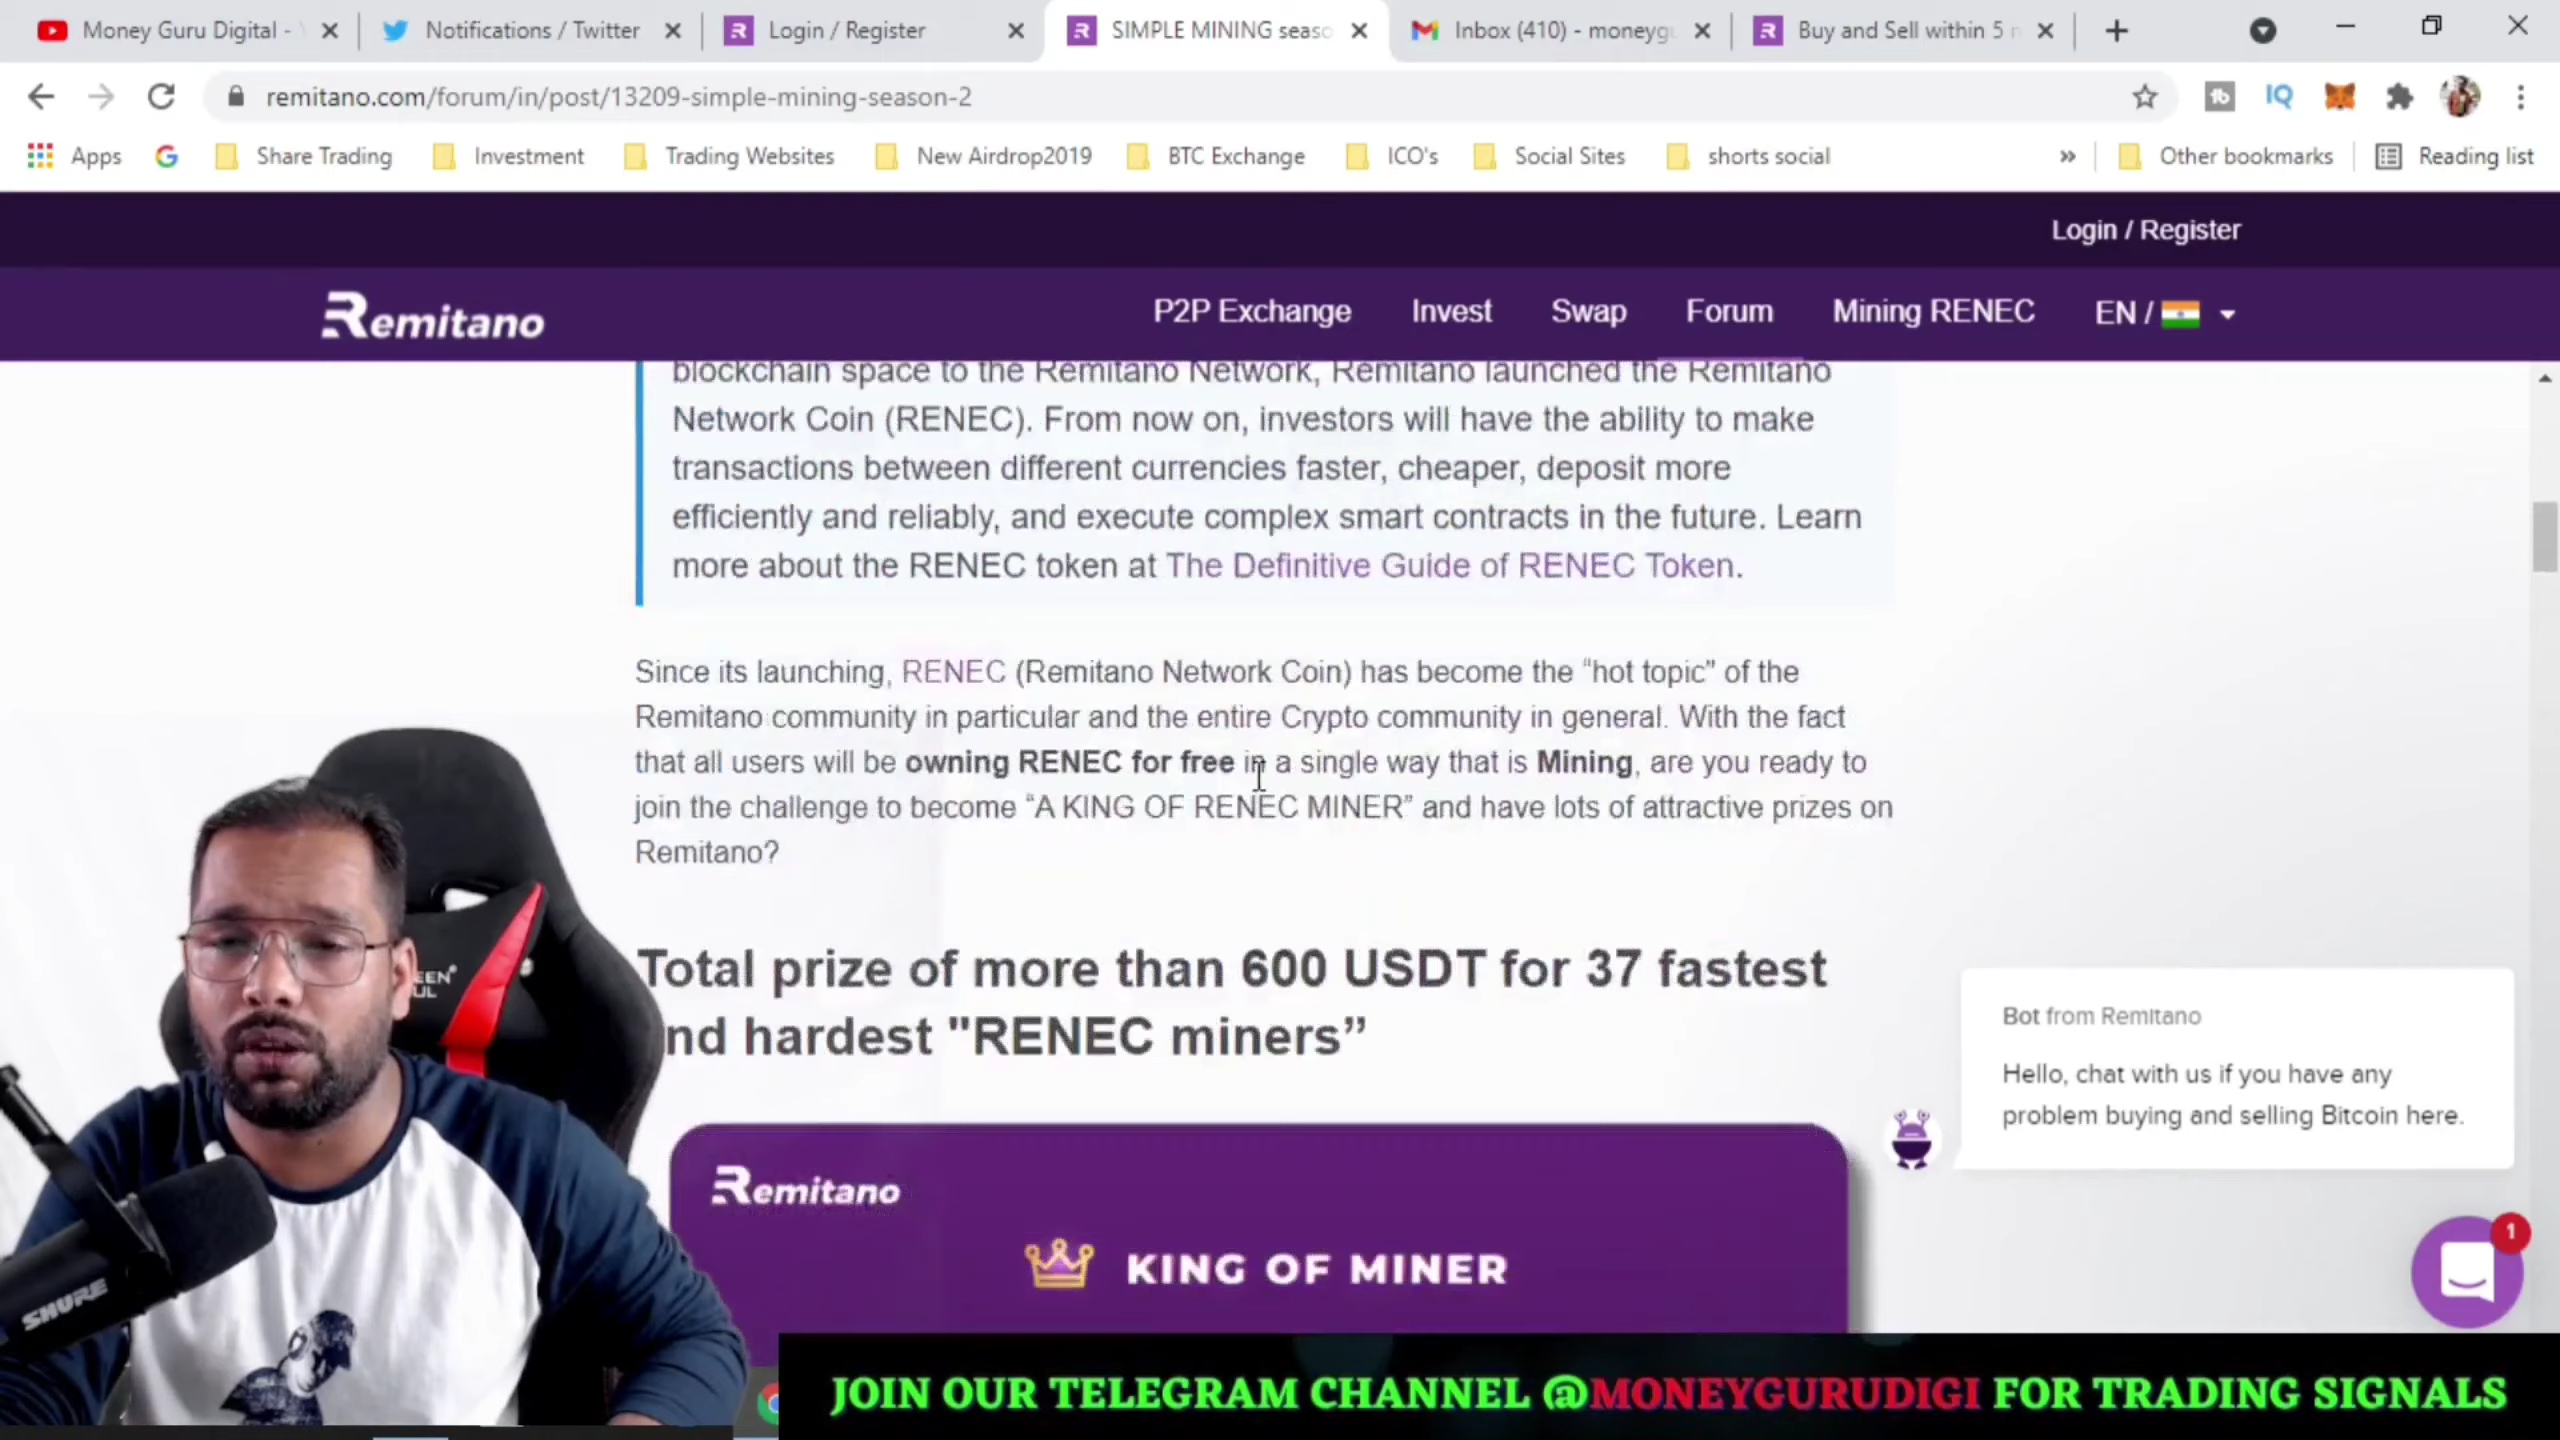 Money Guru Digital -
Notifications / Twitter
Login / Register
SIMPLE MINING seaso
Inbox (410) - moneygu
Buy and Sell within 5 m
remitano.com/forum/in/post/13209-simple-mining-season-2
Apps
Share Trading
Investment
Trading Websites
New Airdrop2019
BTC Exchange
ICO's
Social Sites
shorts social
»
Other bookmarks
Reading list
Login / Register
Remitano
P2P Exchange
Invest
Swap
Forum
Mining RENEC
EN /
blockchain space to the Remitano Network, Remitano launched the Remitano
Network Coin (RENEC). From now on, investors will have the ability to make
transactions between different currencies faster, cheaper, deposit more
efficiently and reliably, and execute complex smart contracts in the future. Learn
more about the RENEC token at The Definitive Guide of RENEC Token.
Since its launching, RENEC (Remitano Network Coin) has become the “hot topic” of the
Remitano community in particular and the entire Crypto community in general. With the fact
that all users will be owning RENEC for free in a single way that is Mining, are you ready to
join the challenge to become “A KING OF RENEC MINER” and have lots of attractive prizes on
Remitano?
Total prize of more than 600 USDT for 37 fastest
nd hardest "RENEC miners”
Remitano
KING OF MINER
Bot from Remitano
Hello, chat with us if you have any
problem buying and selling Bitcoin here.
1
EEN
UL
SHURE
JOIN OUR TELEGRAM CHANNEL @MONEYGURUDIGI FOR TRADING SIGNALS